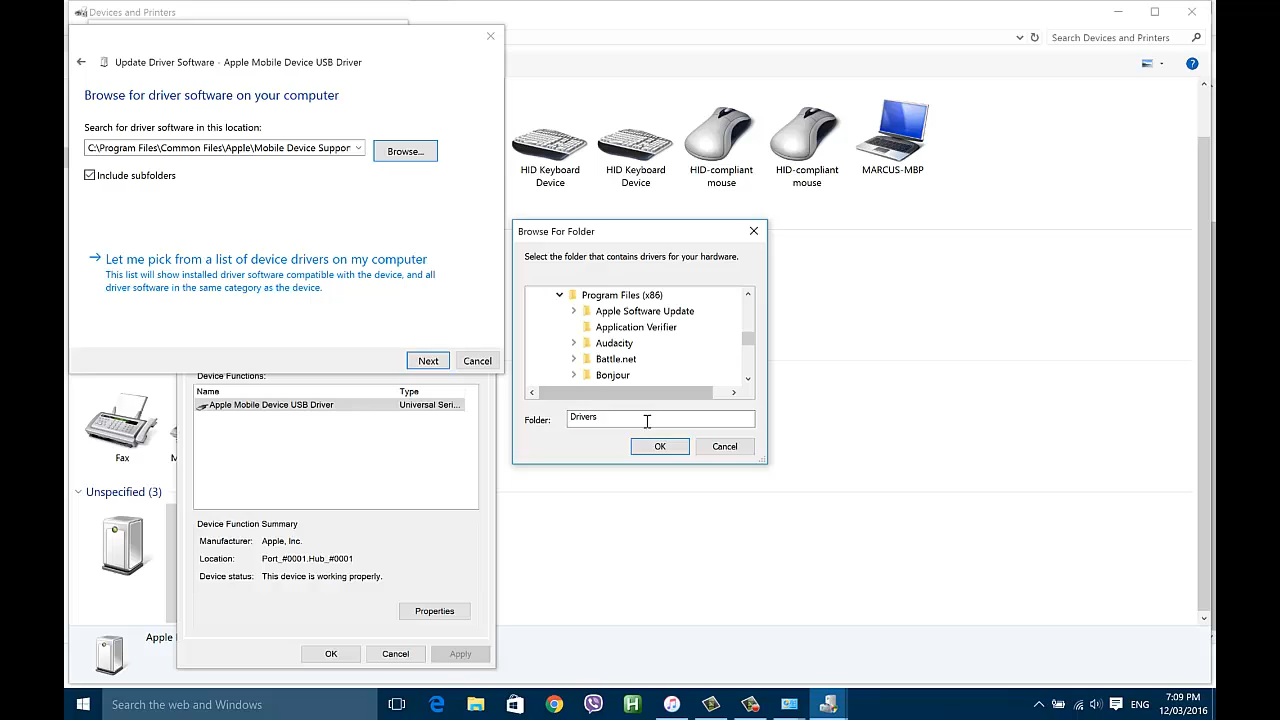 Devices and Printers
Search Devices and Printers
Update Driver Software - Apple Mobile Device USB Driver
Browse for driver software on your computer
Search for driver software in this location:
C:\Program Files\Common Files\Apple\Mobile Device Suppor
Browse...
Include subfolders
Let me pick from a list of device drivers on my computer
This list will show installed driver software compatible with the device, and all
driver software in the same category as the device.
Next
Cancel
HID Keyboard
Device
HID Keyboard
Device
HID-compliant
mouse
HID-compliant
mouse
MARCUS-MBP
Browse For Folder
Select the folder that contains drivers for your hardware.
Program Files (x86)
Apple Software Update
Application Verifier
Audacity
Battle.net
Bonjour
Folder:
Drivers
OK
Cancel
Device Functions:
Name
Type
Apple Mobile Device USB Driver
Universal Seri...
Fax
Unspecified (3)
Device Function Summary
Manufacturer:
Apple, Inc.
Location:
Port_#0001.Hub_#0001
Device status:
This device is working properly.
Properties
Apple
OK
Cancel
Apply
Search the web and Windows
ENG
7:09 PM
12/03/2016